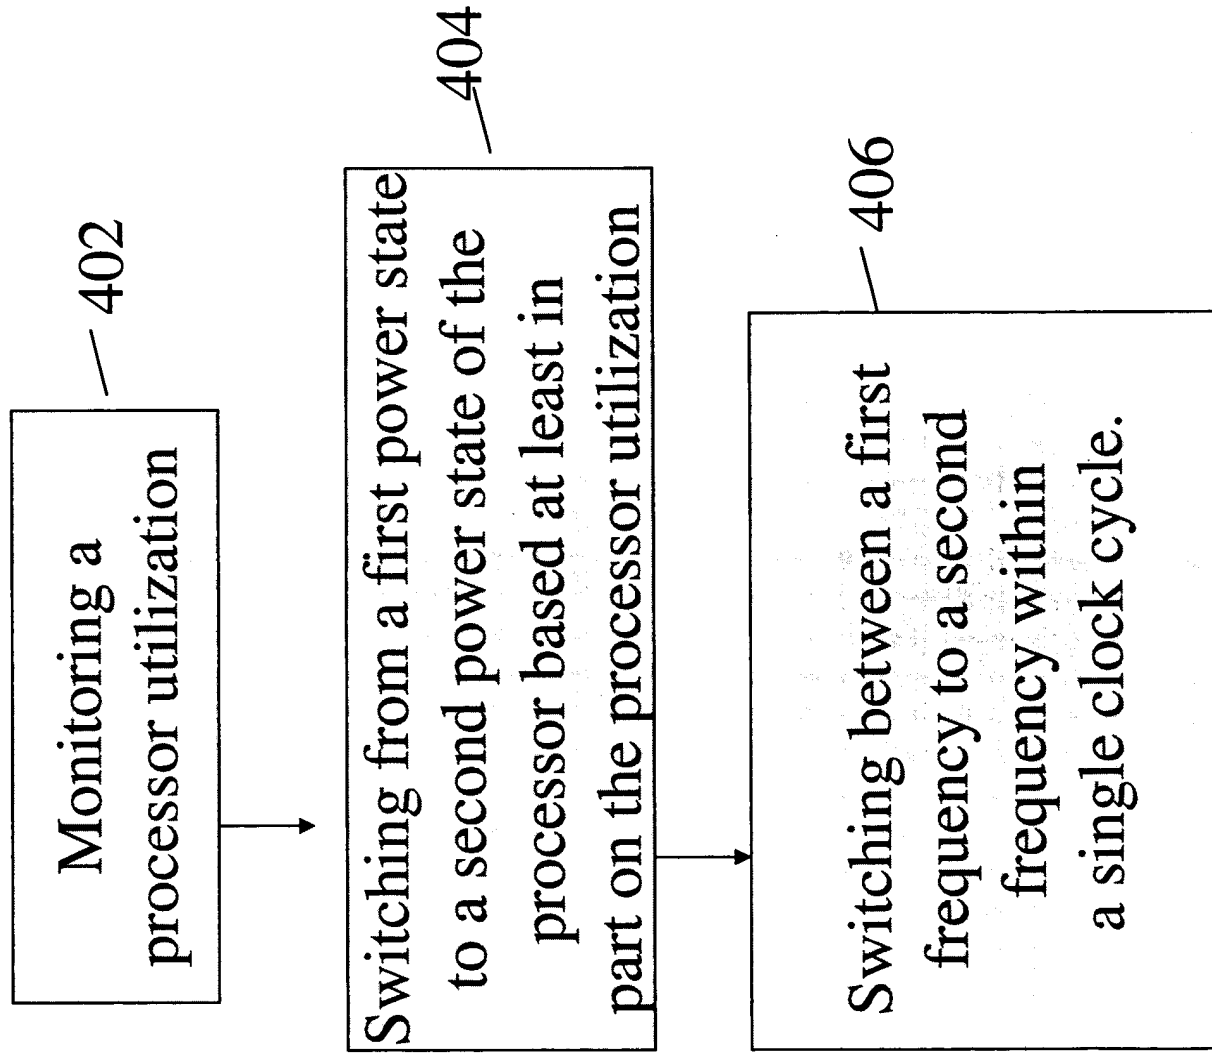 Monitoring a
processor utilization
402
Switching from a first power state
to a second power state of the
processor based at least in
part on the processor utilization
404
Switching between a first
frequency to a second
frequency within
a single clock cycle.
406